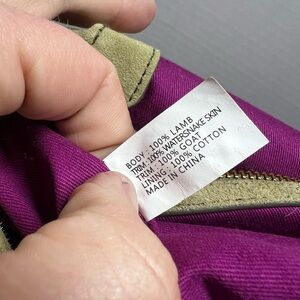 BODY : 100% LAMB
TRIM : 100% WATERSNAKE SKIN
TRIM : 100% GOAT
LINING : 100% COTTON
MADE IN CHINA